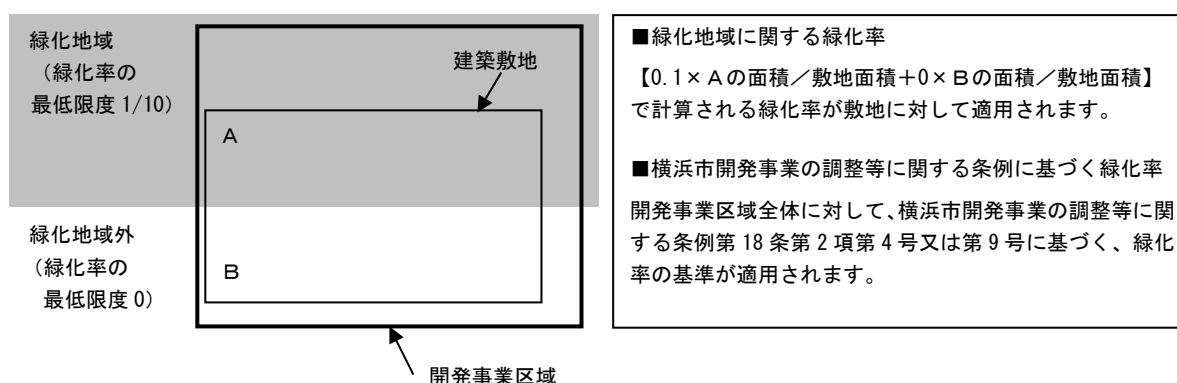 緑化地域
（緑化率の
最低限度 1/10）
建築敷地
A
緑化地域外
（緑化率の
最低限度 0）
B
開発事業区域
■緑化地域に関する緑化率
【0.1×Aの面積／敷地面積＋0×Bの面積／敷地面積】
で計算される緑化率が敷地に対して適用されます。
■横浜市開発事業の調整等に関する条例に基づく緑化率
開発事業区域全体に対して、横浜市開発事業の調整等に関
する条例第 18 条第 2 項第 4 号又は第 9 号に基づく、緑化
率の基準が適用されます。